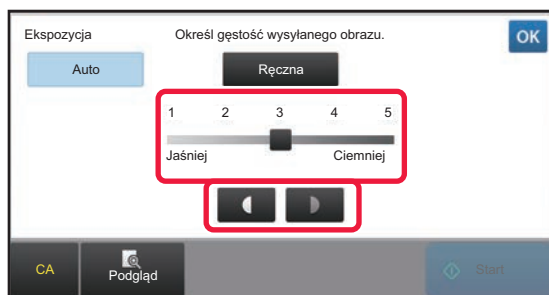 Ekspozycja Określ gęstość wysyłanego obrazu. OK
Auto Ręczna
1 2 3 4 5
Jaśniej Ciemniej
CA Podgląd Start